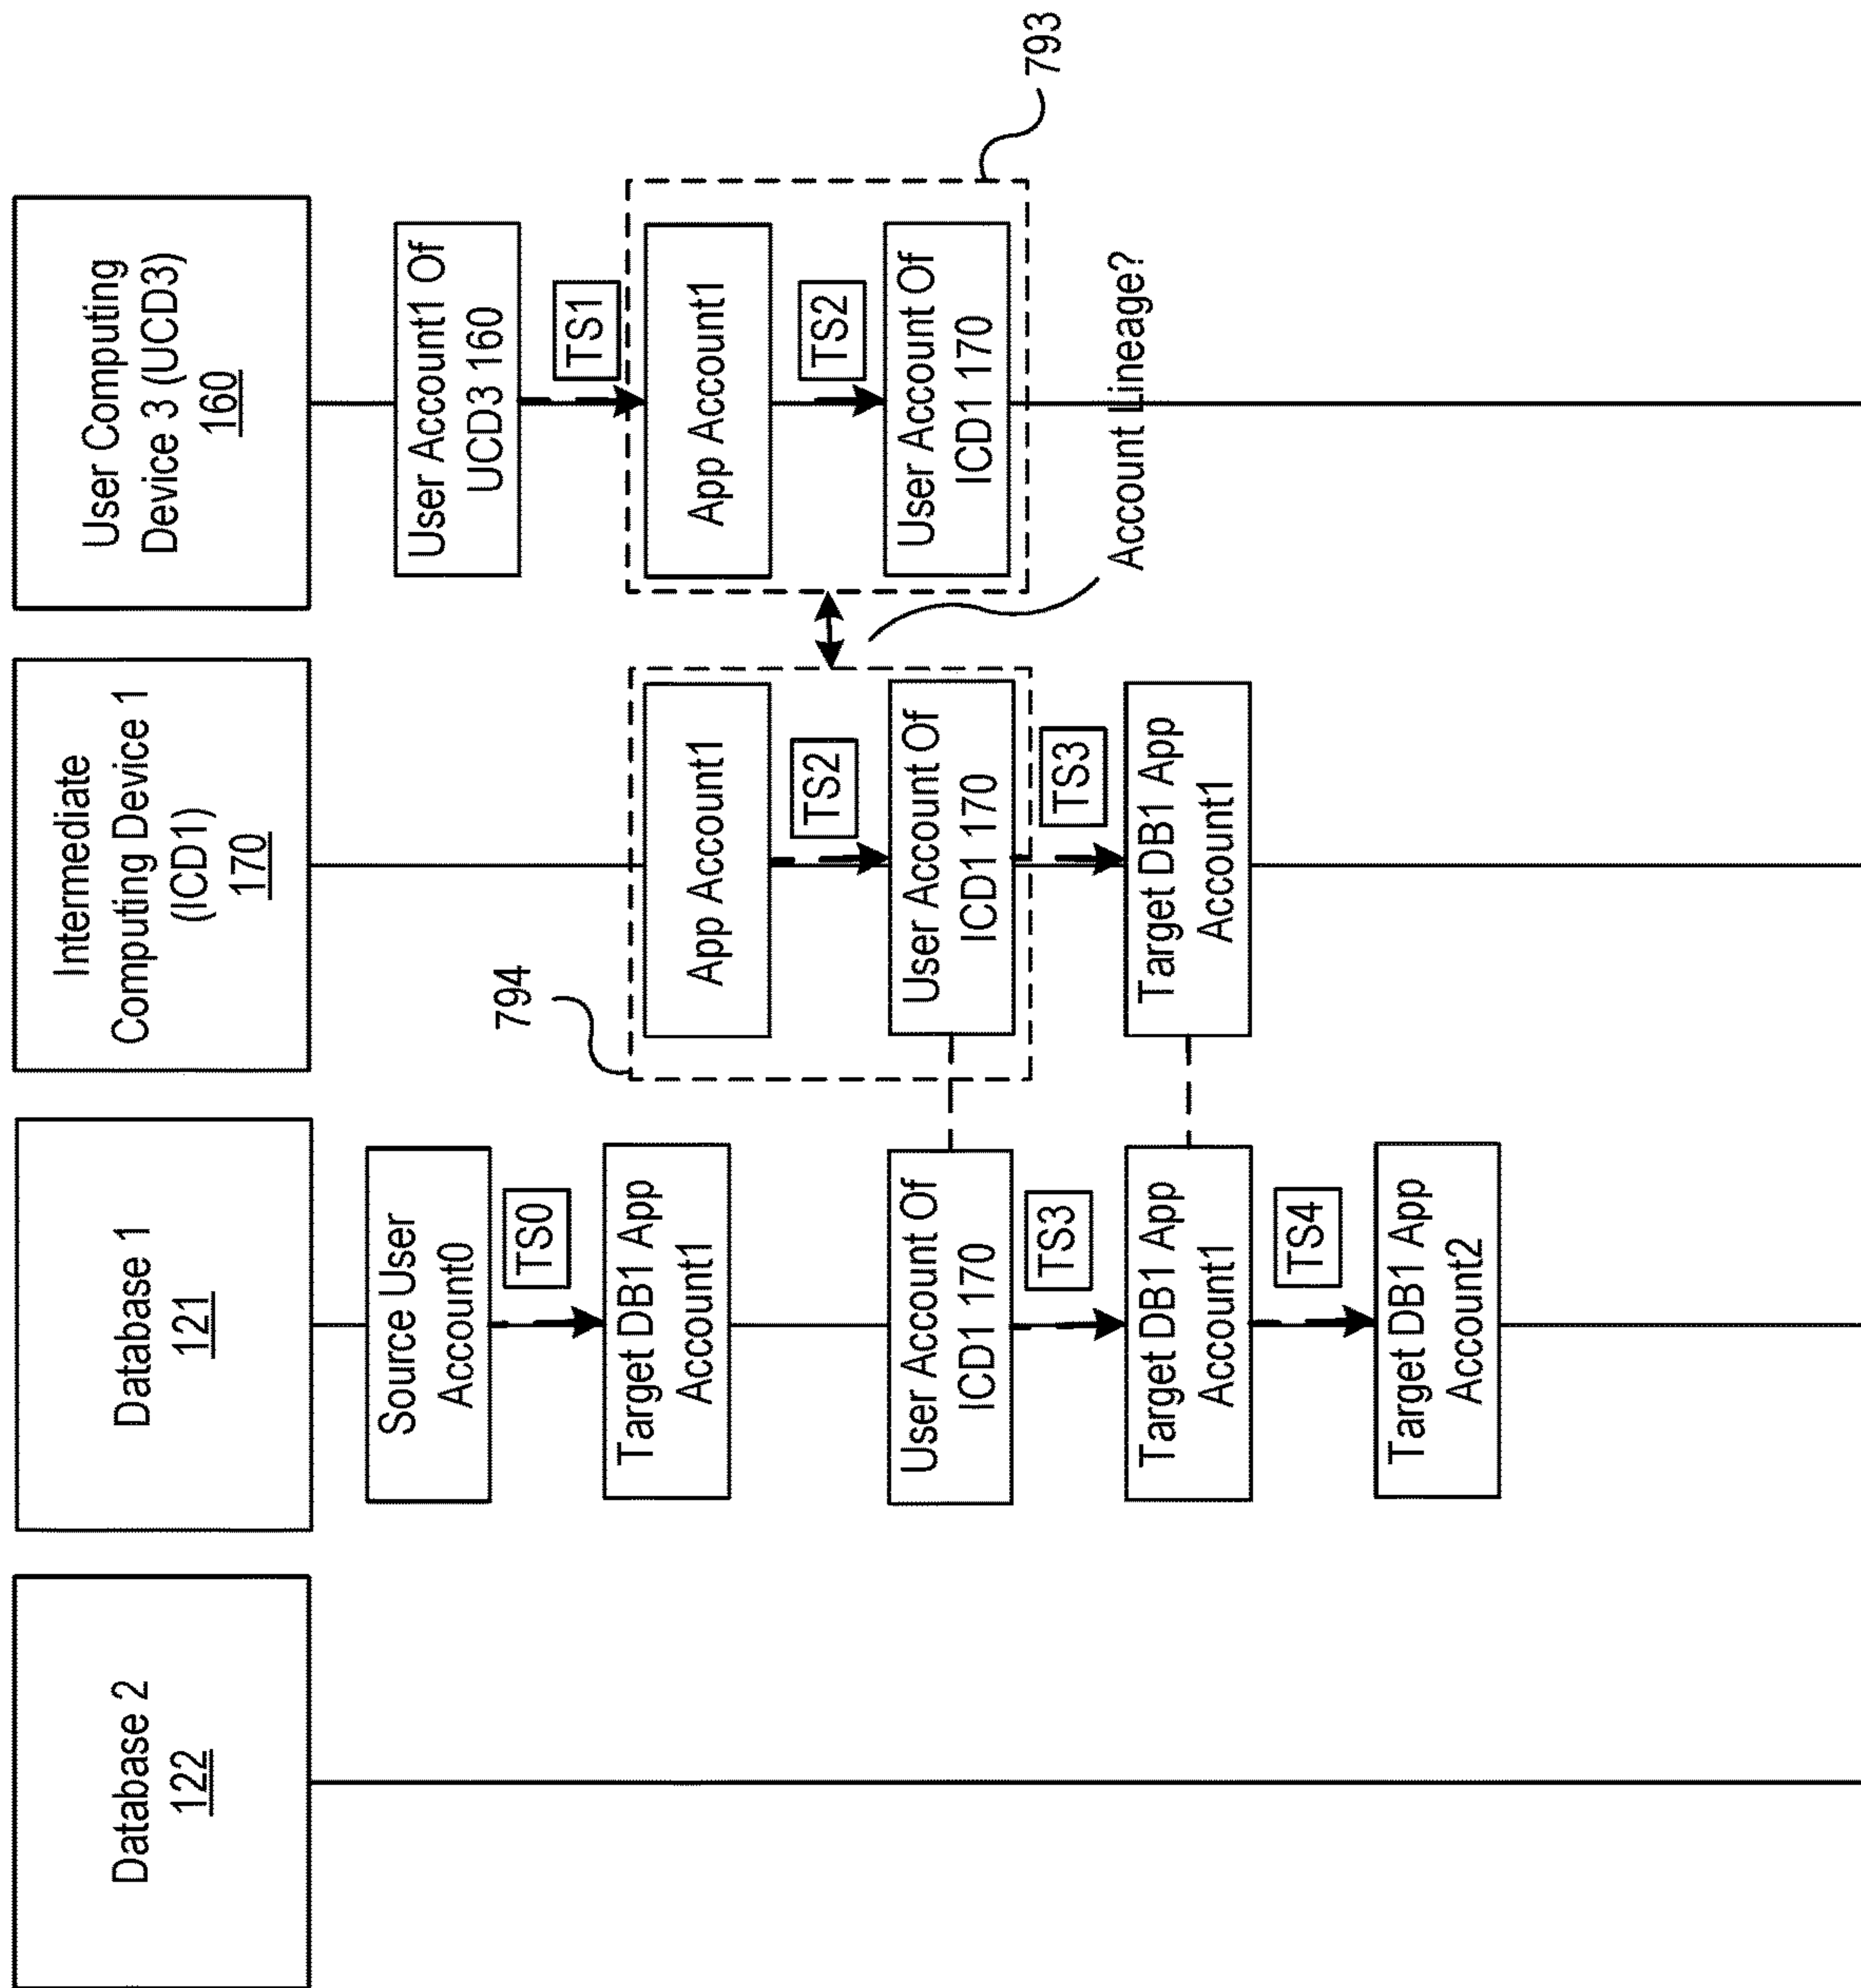 Database 2
122
Database 1
121
Intermediate
Computing Device 1
(ICD1)
170
User Computing
Device 3 (UCD3)
160
Source User
Account0
TS0
Target DB1 App
Account1
User Account Of
ICD1 170
TS3
Target DB1 App
Account1
TS4
Target DB1 App
Account2
794
App Account1
TS2
User Account Of
ICD1 170
TS3
Target DB1 App
Account1
User Account1 Of
UCD3 160
TS1
App Account1
TS2
User Account Of
ICD1 170
793
Account Lineage?